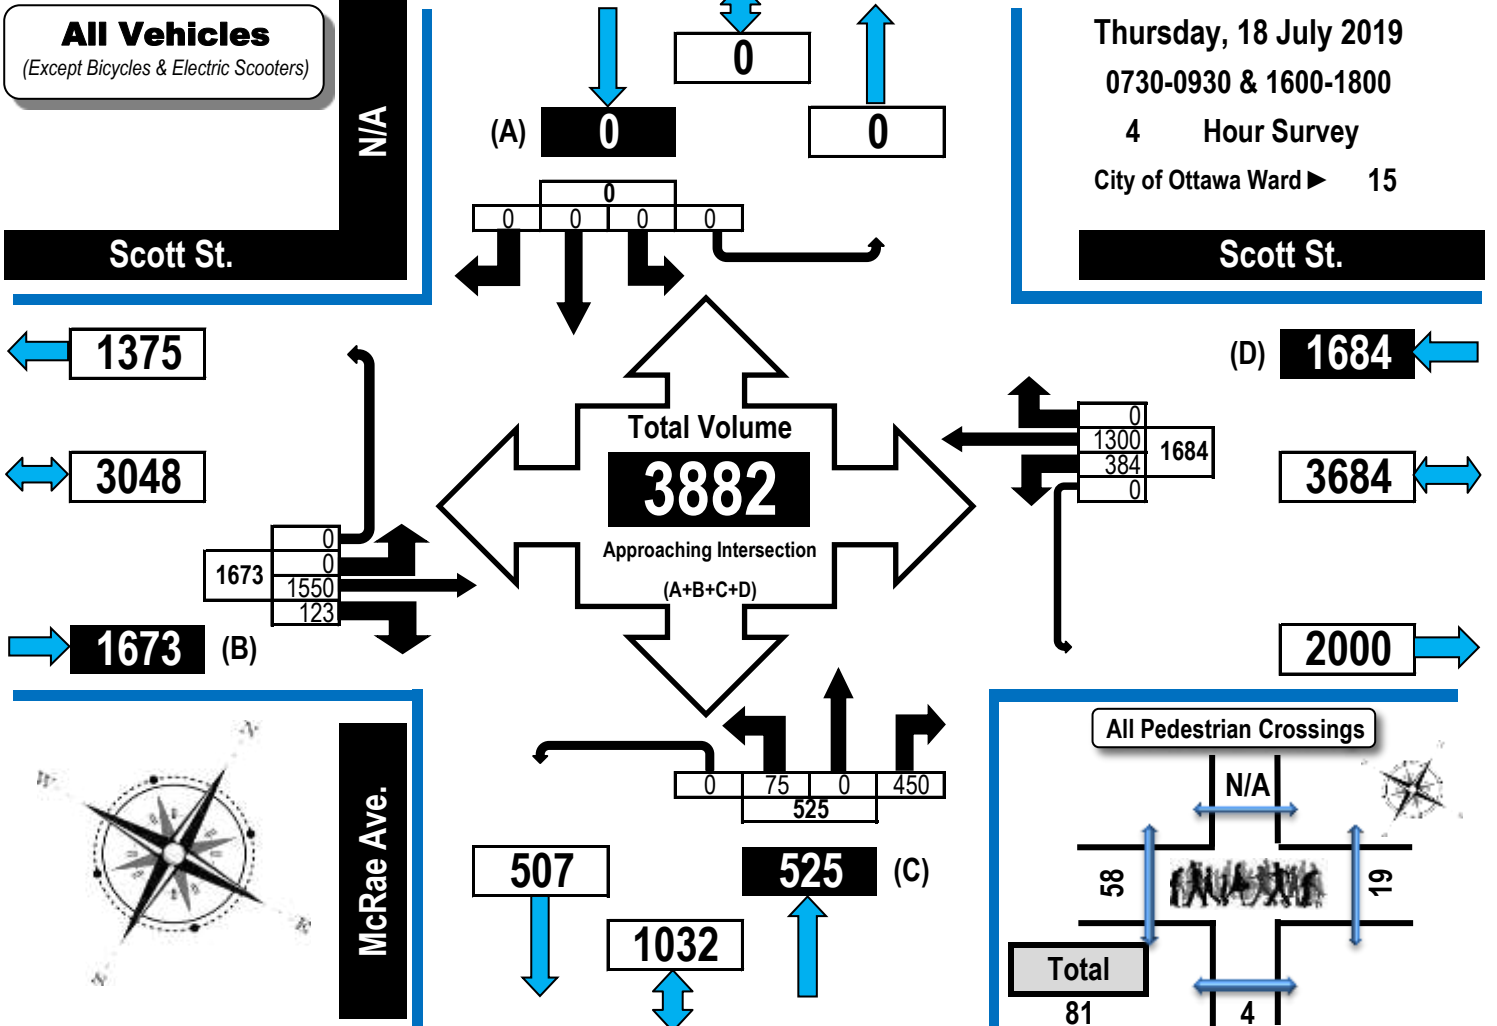 All Vehicles
(Except Bicycles & Electric Scooters)
N/A
Scott St.
0
0
(A) 0
0
0 0 0 0
Thursday, 18 July 2019
0730-0930 & 1600-1800
4 Hour Survey
City of Ottawa Ward ► 15
Scott St.
1375
3048
0
0
1550
123
1673
1673 (B)
Total Volume
3882
Approaching Intersection
(A+B+C+D)
(D) 1684
0
1300
384
0
1684
3684
2000
N
W
E
S
McRae Ave.
0 75 0 450
525
507
525 (C)
1032
All Pedestrian Crossings
N/A
58
19
Total
81
4